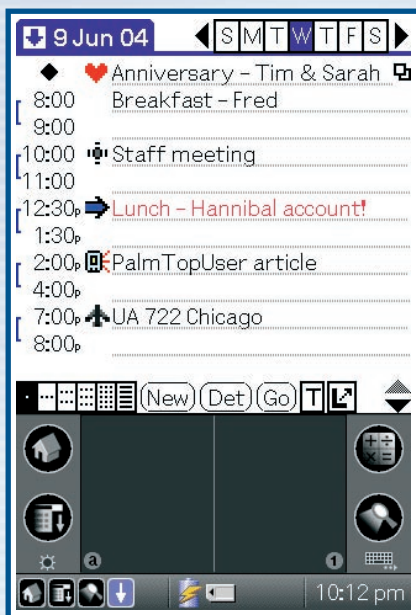 9 Jun 04 S M T W T F S
Anniversary – Tim & Sarah
8:00 Breakfast – Fred
9:00
10:00 Staff meeting
11:00
12:30p Lunch – Hannibal account!
1:30p
2:00p PalmTopUser article
4:00p
7:00p UA 722 Chicago
8:00p
New Det Go T
a 1
10:12 pm